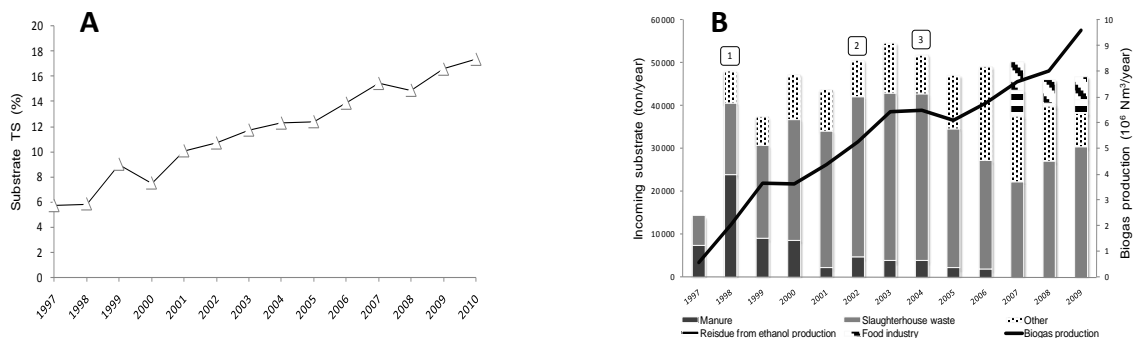 A
Substrate TS (%)
20
18
16
14
12
10
8
6
4
2
0
1997 1998 1999 2000 2001 2002 2003 2004 2005 2006 2007 2008 2009 2010
B
Incoming substrate (ton/year)
60000
50000
40000
30000
20000
10000
0
1 2 3
10
9
8
7
6
5
4
3
2
1
0
Biogas production (10⁶ Nm³/year)
1997 1998 1999 2000 2001 2002 2003 2004 2005 2006 2007 2008 2009
Manure Slaughterhouse waste Other
Reisdue from ethanol production Food industry Biogas production